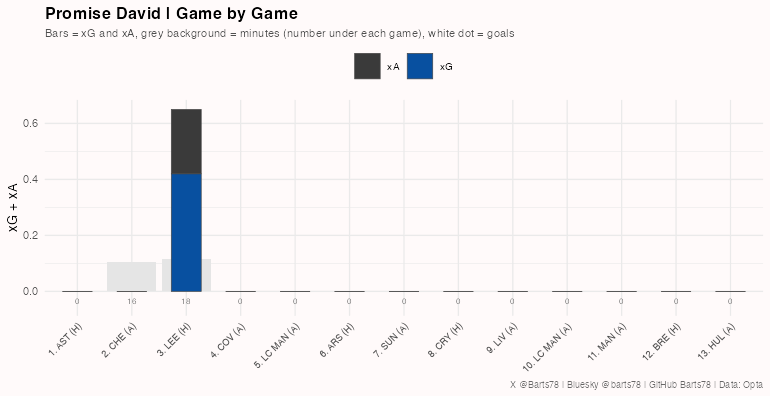 Promise David | Game by Game
Bars = xG and xA, grey background = minutes (number under each game), white dot = goals
xA xG
xG + xA
0.6
0.4
0.2
0.0
0 16 18 0 0 0 0 0 0 0 0 0 0
1. AST (H)
2. CHE (A)
3. LEE (H)
4. COV (A)
5. LC MAN (A)
6. ARS (H)
7. SUN (A)
8. CRY (H)
9. LIV (A)
10. LC MAN (A)
11. MAN (A)
12. BRE (H)
13. HUL (A)
X @Barts78 | Bluesky @barts78 | GitHub Barts78 | Data: Opta